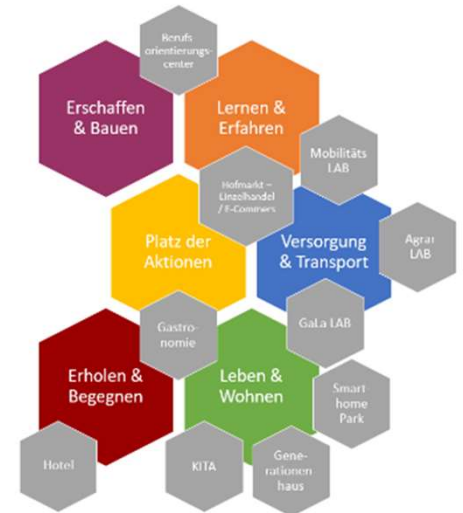 Berufs
orientierungs-
center
Erschaffen
& Bauen
Lernen &
Erfahren
Mobilitäts
LAB
Hofmarkt –
Einzelhandel
/ E-Commers
Platz der
Aktionen
Versorgung
& Transport
Agrar
LAB
Gastro-
nomie
GaLa LAB
Erholen &
Begegnen
Leben &
Wohnen
Smart-
home
Park
Hotel
KITA
Gene-
rationen
haus